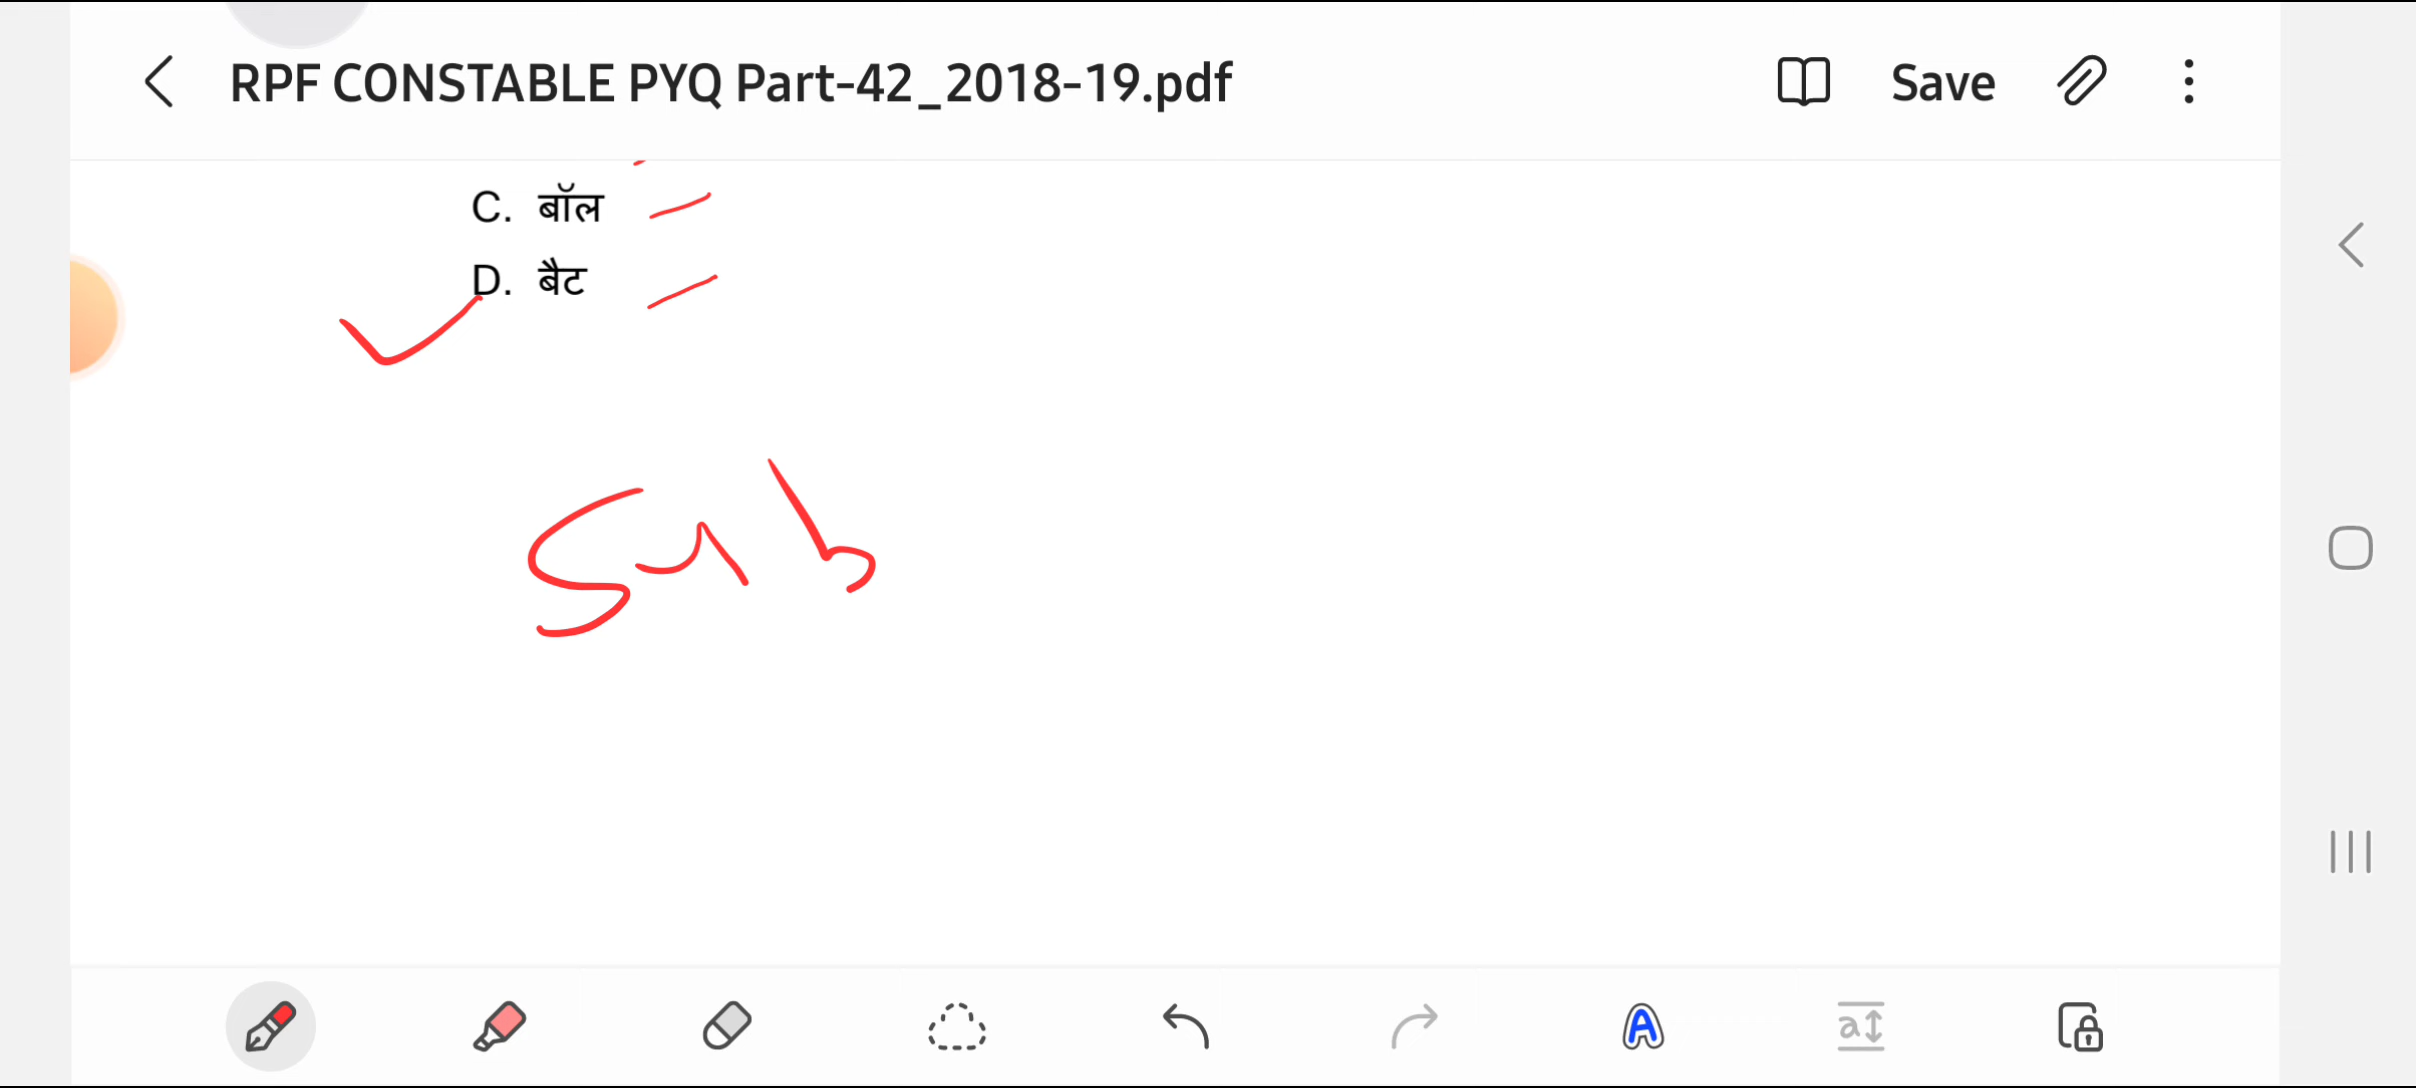 RPF CONSTABLE PYQ Part-42_2018-19.pdf Save
C. बॉल
D. बैट
Sub
A a